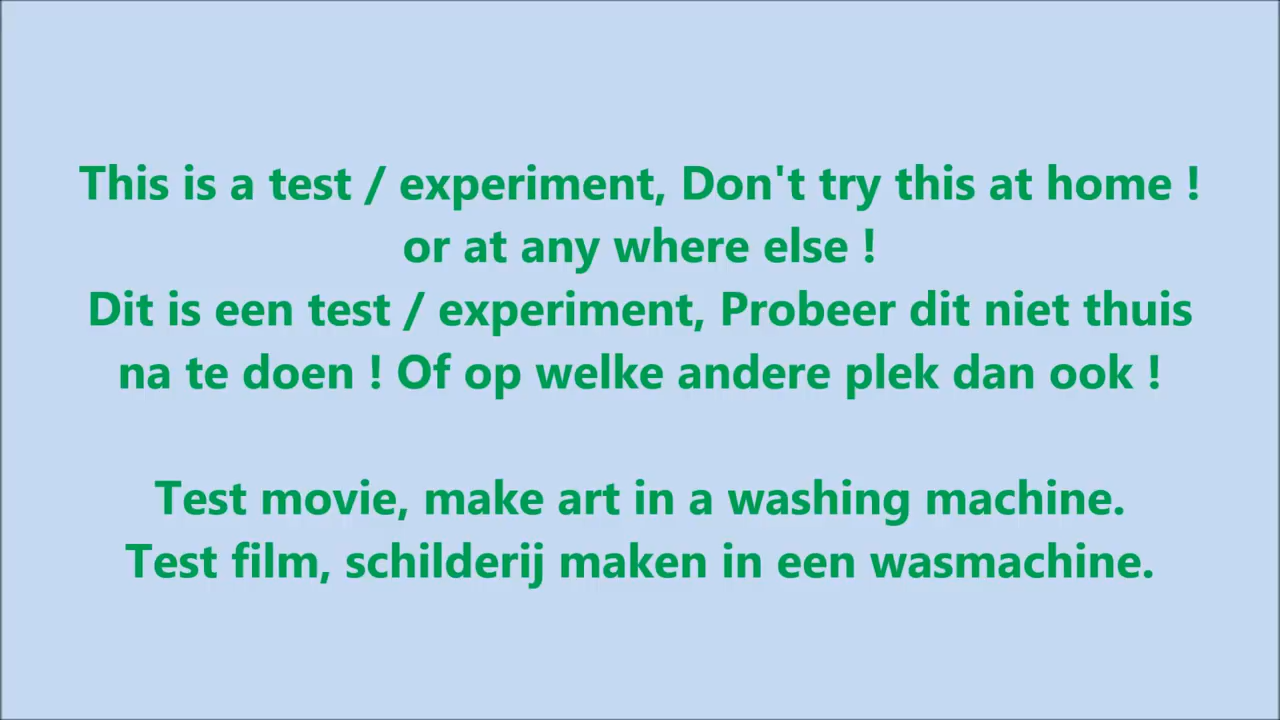 This is a test / experiment, Don't try this at home !
or at any where else !
Dit is een test / experiment, Probeer dit niet thuis
na te doen ! Of op welke andere plek dan ook !
Test movie, make art in a washing machine.
Test film, schilderij maken in een wasmachine.